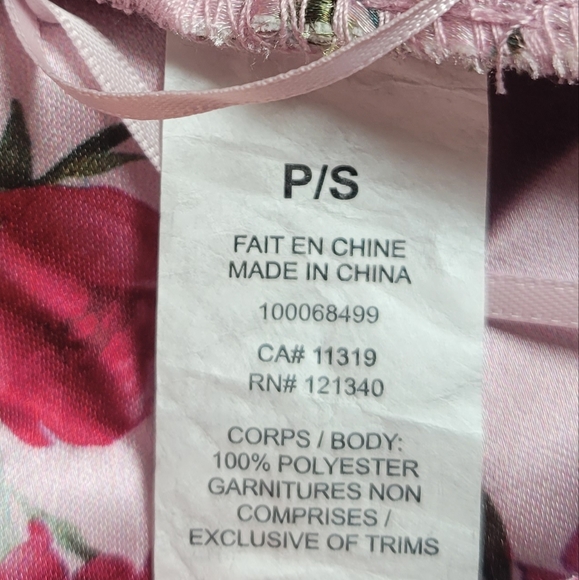 P/S
FAIT EN CHINE
MADE IN CHINA
100068499
CA# 11319
RN# 121340
CORPS / BODY:
100% POLYESTER
GARNITURES NON
COMPRISES /
EXCLUSIVE OF TRIMS